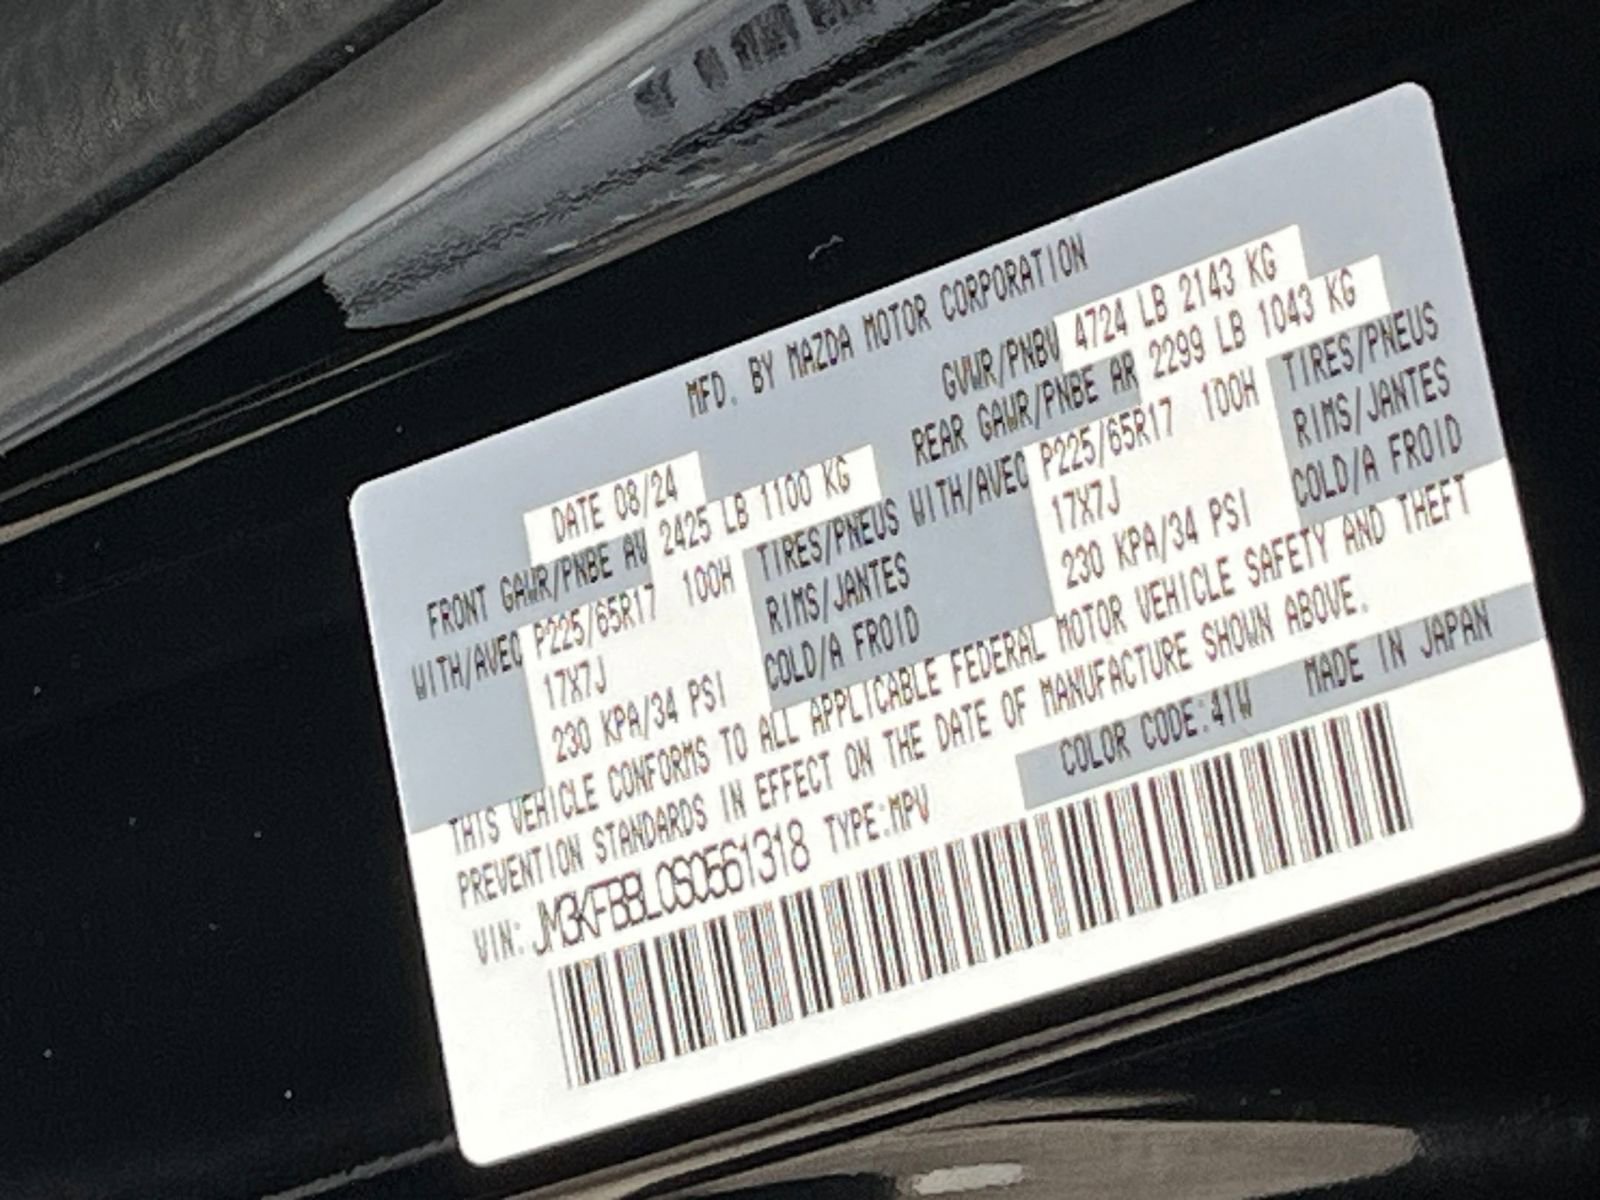 MFD. BY MAZDA MOTOR CORPORATION
DATE 08/24 GVWR/PNBV 4724 LB 2143 KG
FRONT GAWR/PNBE AV 2425 LB 1100 KG REAR GAWR/PNBE AR 2299 LB 1043 KG
WITH/AVEC P225/65R17 100H TIRES/PNEUS WITH/AVEC P225/65R17 100H TIRES/PNEUS
17X7J RIMS/JANTES 17X7J RIMS/JANTES
230 KPA/34 PSI COLD/A FROID 230 KPA/34 PSI COLD/A FROID
THIS VEHICLE CONFORMS TO ALL APPLICABLE FEDERAL MOTOR VEHICLE SAFETY AND THEFT
PREVENTION STANDARDS IN EFFECT ON THE DATE OF MANUFACTURE SHOWN ABOVE.
VIN: JM3KFBBL0S0561318 TYPE:MPV COLOR CODE:41W MADE IN JAPAN